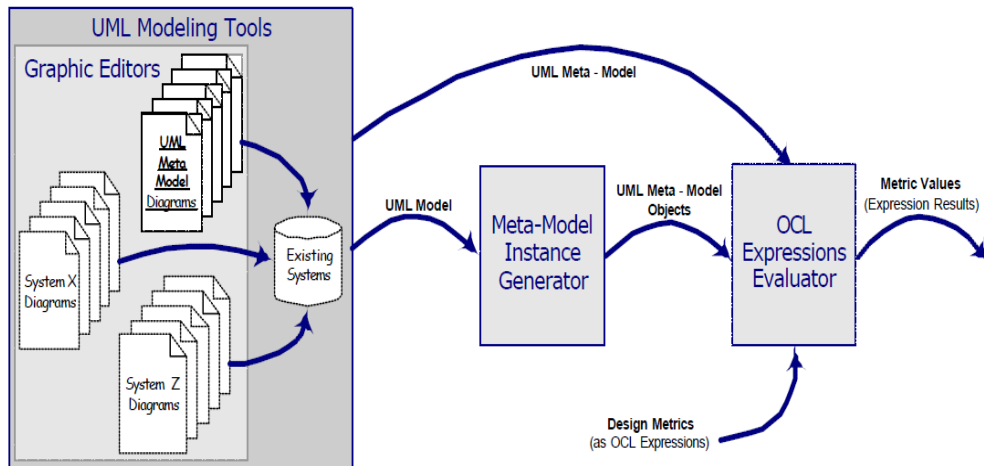 UML Modeling Tools
Graphic Editors
UML
Meta
Model
Diagrams
System X
Diagrams
System Z
Diagrams
Existing
Systems
UML Meta - Model
UML Model
Meta-Model
Instance
Generator
UML Meta - Model
Objects
OCL
Expressions
Evaluator
Metric Values
(Expression Results)
Design Metrics
(as OCL Expressions)